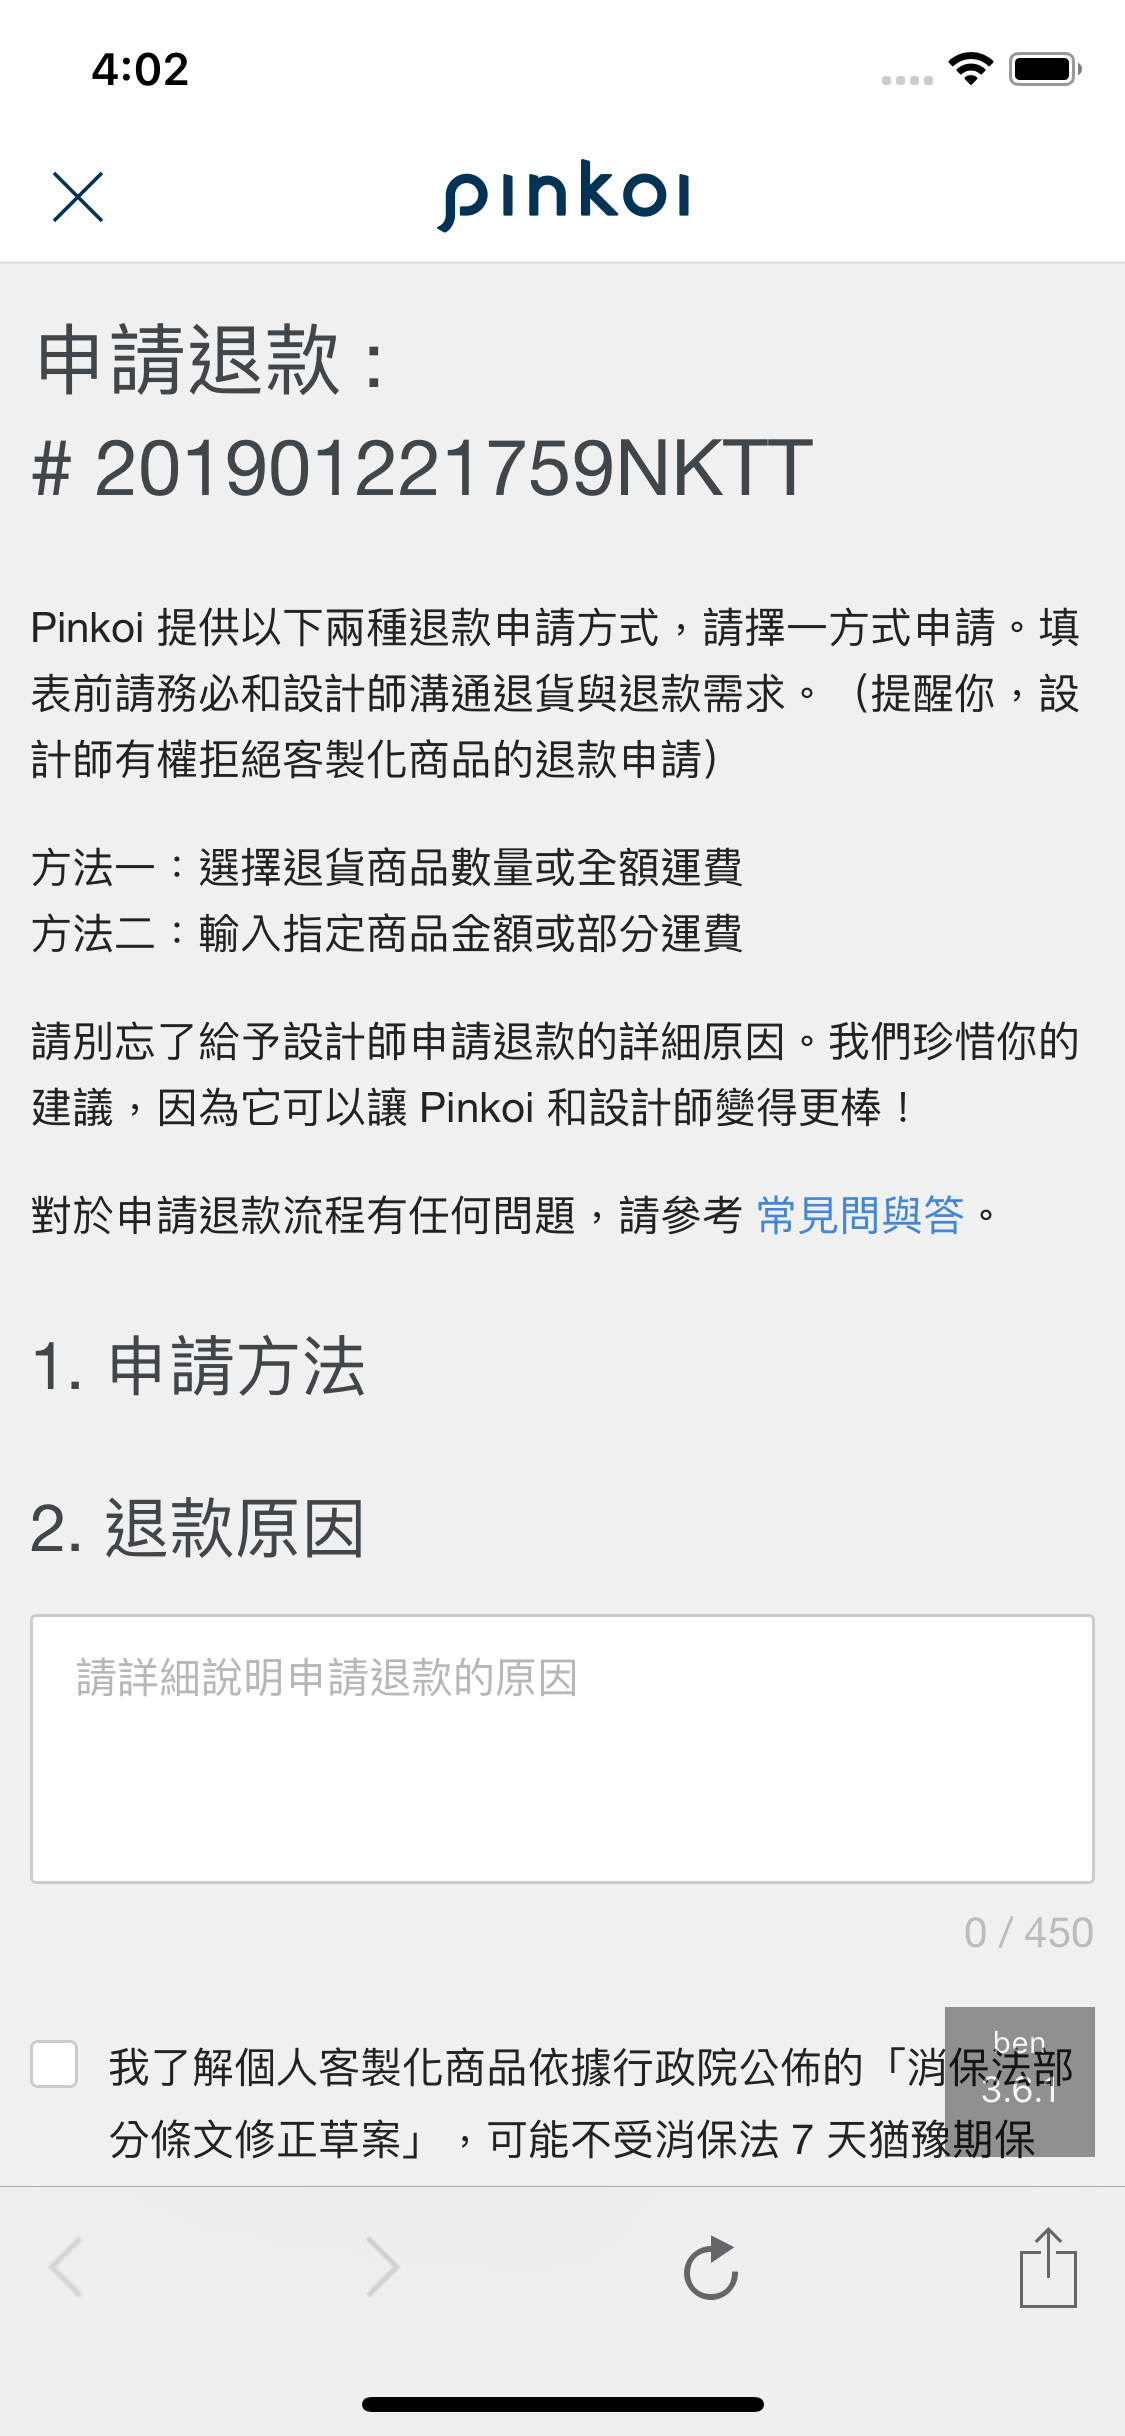 4:02
pinkoi
申請退款：
# 201901221759NKTT
Pinkoi 提供以下兩種退款申請方式，請擇一方式申請。填
表前請務必和設計師溝通退貨與退款需求。（提醒你，設
計師有權拒絕客製化商品的退款申請）
方法一：選擇退貨商品數量或全額運費
方法二：輸入指定商品金額或部分運費
請別忘了給予設計師申請退款的詳細原因。我們珍惜你的
建議，因為它可以讓 Pinkoi 和設計師變得更棒！
對於申請退款流程有任何問題，請參考 常見問與答。
1. 申請方法
2. 退款原因
請詳細說明申請退款的原因
0 / 450
我了解個人客製化商品依據行政院公佈的「消保法部
分條文修正草案」，可能不受消保法 7 天猶豫期保
ben
3.6.1